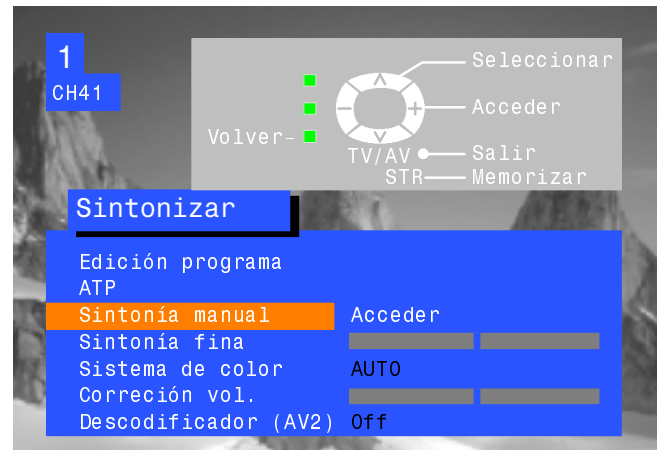 1
CH41
Seleccionar
Acceder
Volver-
TV/AV Salir
STR Memorizar
Sintonizar
Edición programa
ATP
Sintonía manual Acceder
Sintonía fina
Sistema de color AUTO
Correción vol.
Descodificador (AV2) Off